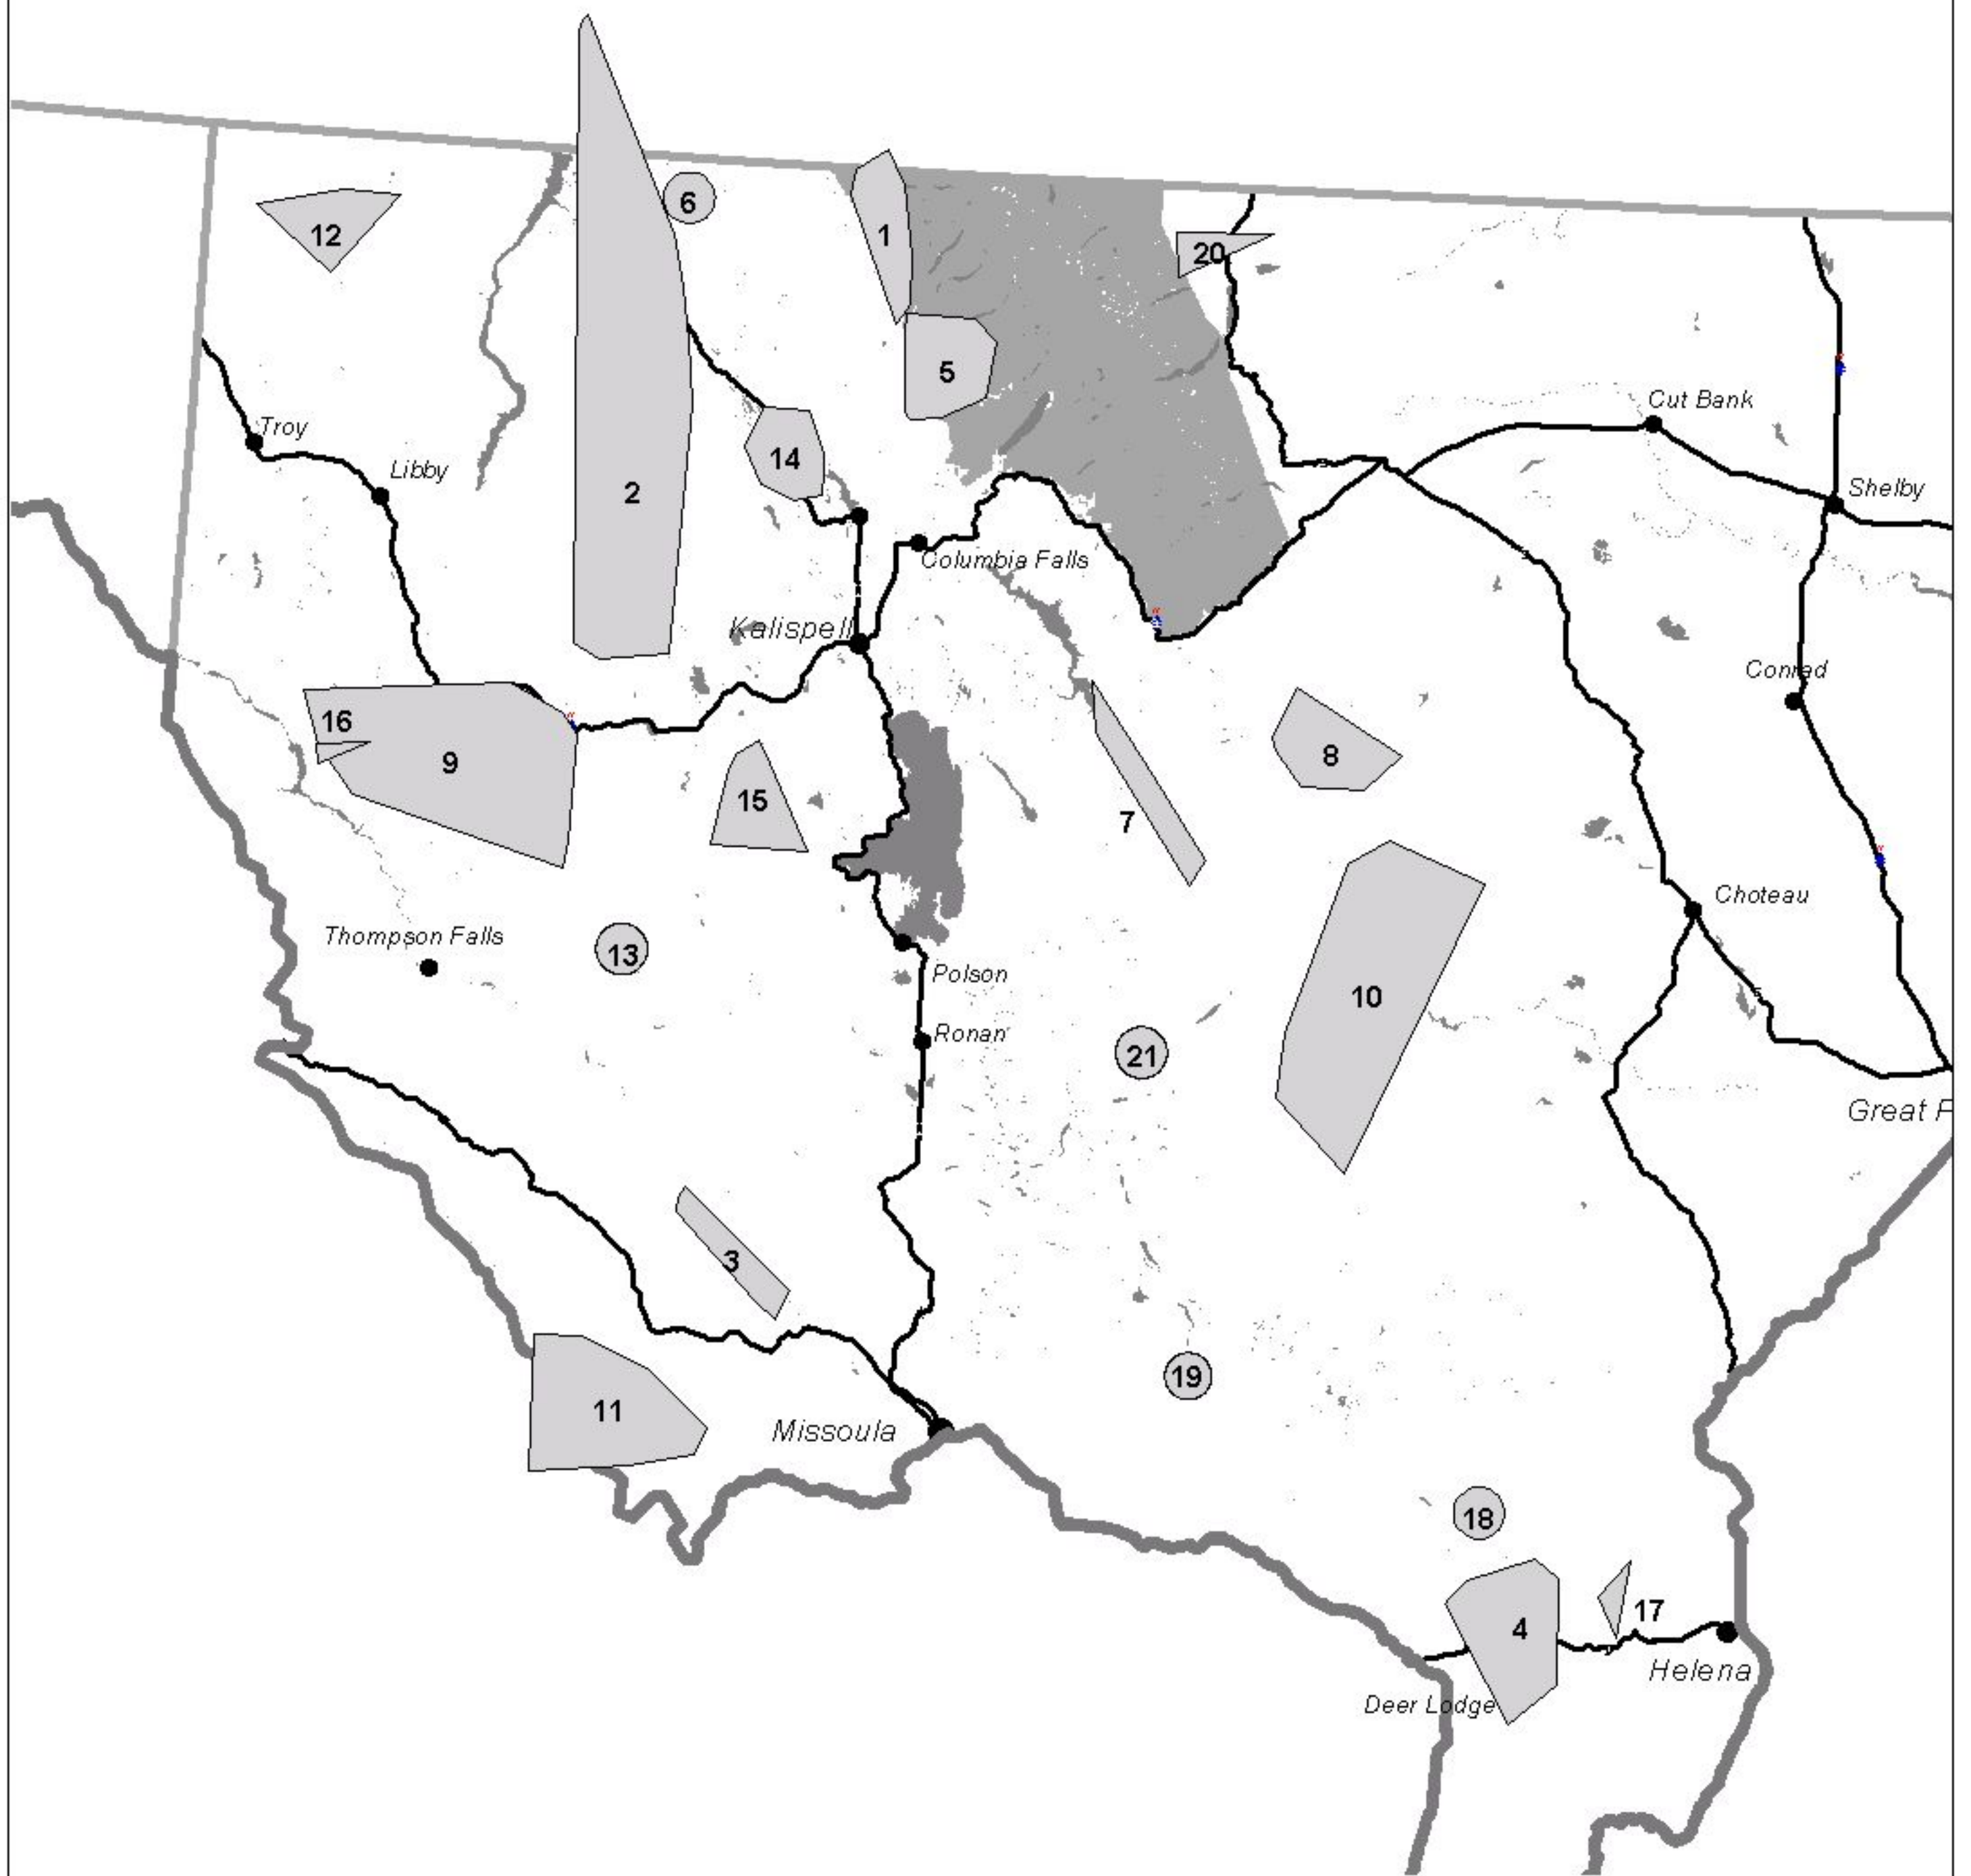 6
1
12
20
5
Cut Bank
Troy
14
Libby
2
Shelby
Columbia Falls
Kalispell
Conrad
16
9
8
15
7
Choteau
Thompson Falls
13
Polson
10
Ronan
21
Great F
3
19
11
Missoula
18
17
4
Helena
Deer Lodge